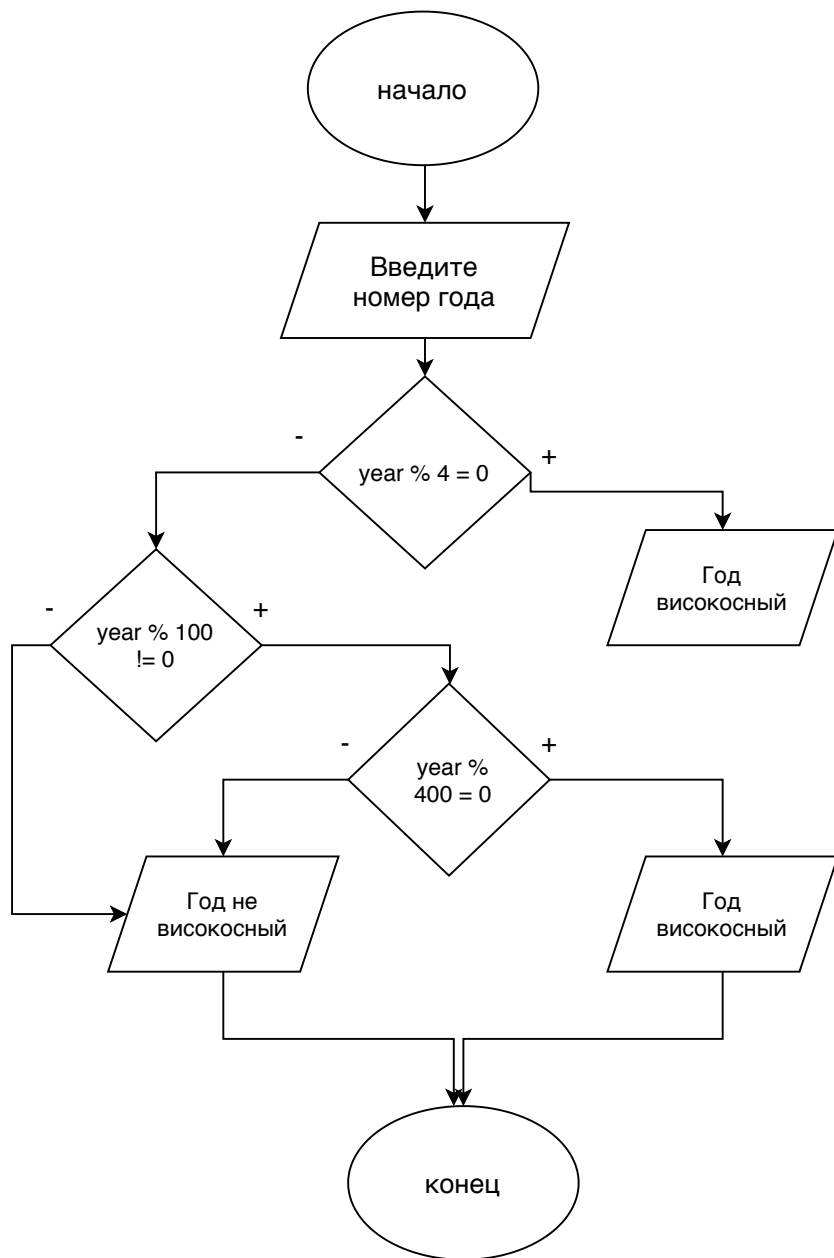 начало
Введите
номер года
-
+
year % 4 = 0
Год
високосный
-
+
year % 100
!= 0
-
+
year %
400 = 0
Год не
високосный
Год
високосный
конец